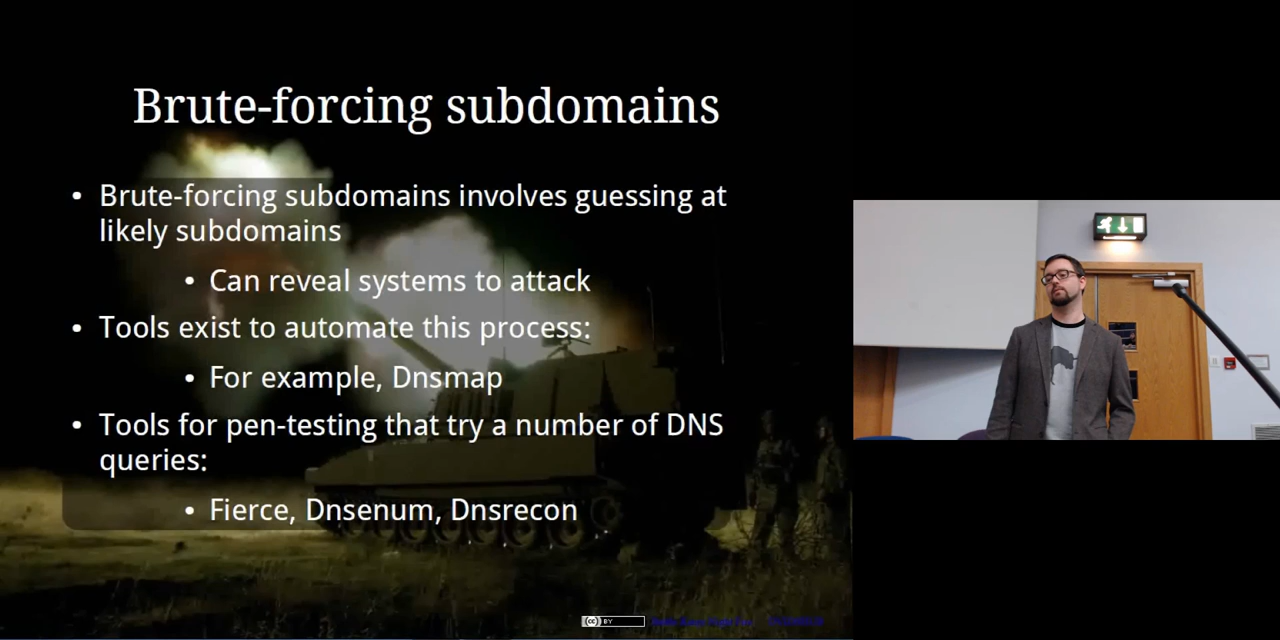 Brute-forcing subdomains
• Brute-forcing subdomains involves guessing at
likely subdomains
• Can reveal systems to attack
• Tools exist to automate this process:
• For example, Dnsmap
• Tools for pen-testing that try a number of DNS
queries:
• Fierce, Dnsenum, Dnsrecon
cc BY